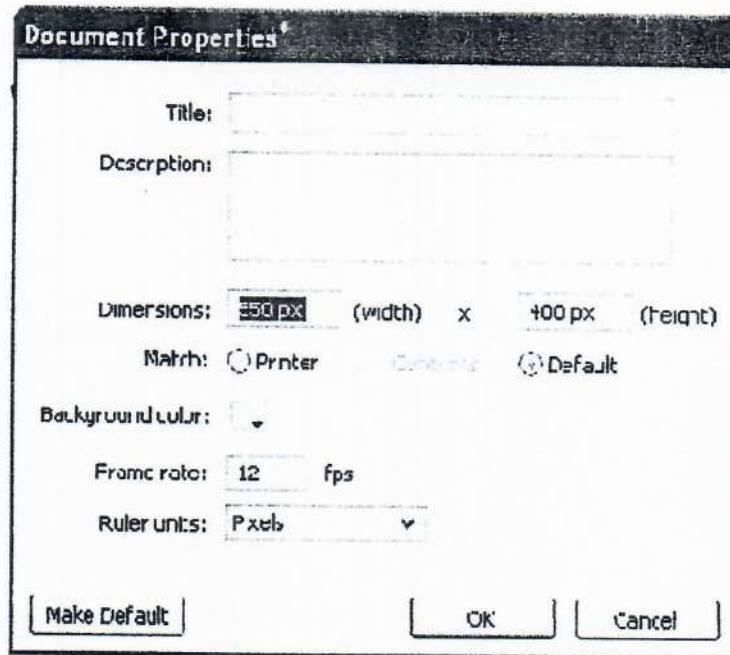 Document Properties
Title:
Description:
Dimensions: 550 px (width) x 400 px (height)
Match: Printer Contents Default
Background color:
Frame rate: 12 fps
Ruler units: Pixels
Make Default OK Cancel